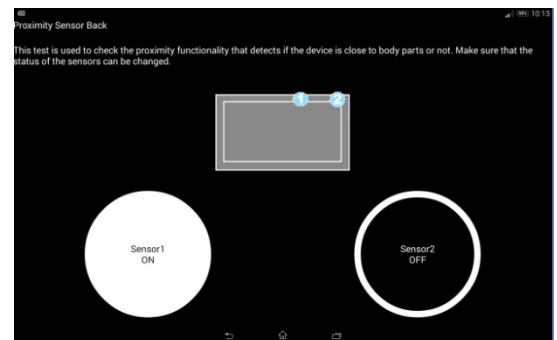 10:13
Proximity Sensor Back
This test is used to check the proximity functionality that detects if the device is close to body parts or not. Make sure that the
status of the sensors can be changed.
1 2
Sensor1
ON
Sensor2
OFF